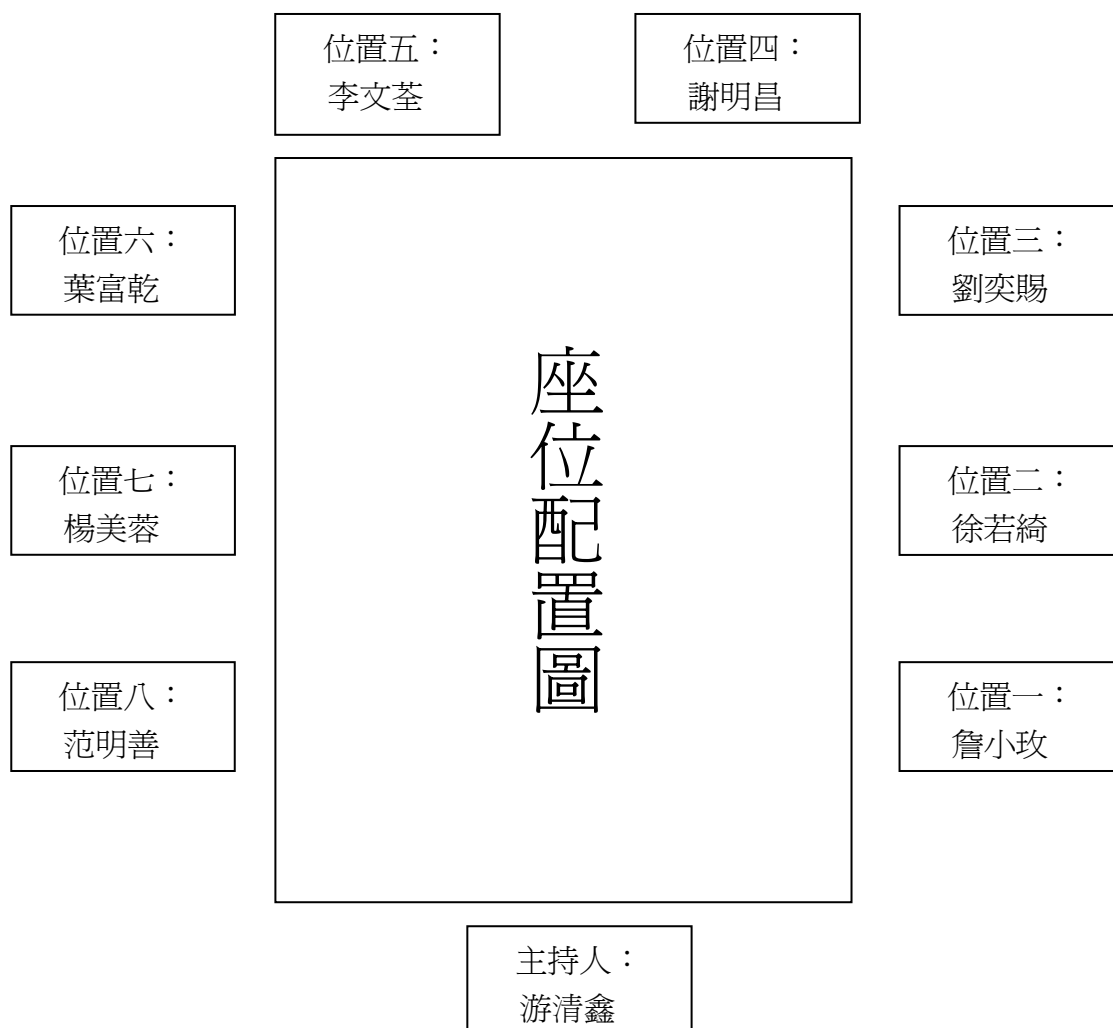 位置五：
李文荃
位置四：
謝明昌
位置六：
葉富乾
位置三：
劉奕賜
座位配置圖
位置七：
楊美蓉
位置二：
徐若綺
位置八：
范明善
位置一：
詹小玫
主持人：
游清鑫